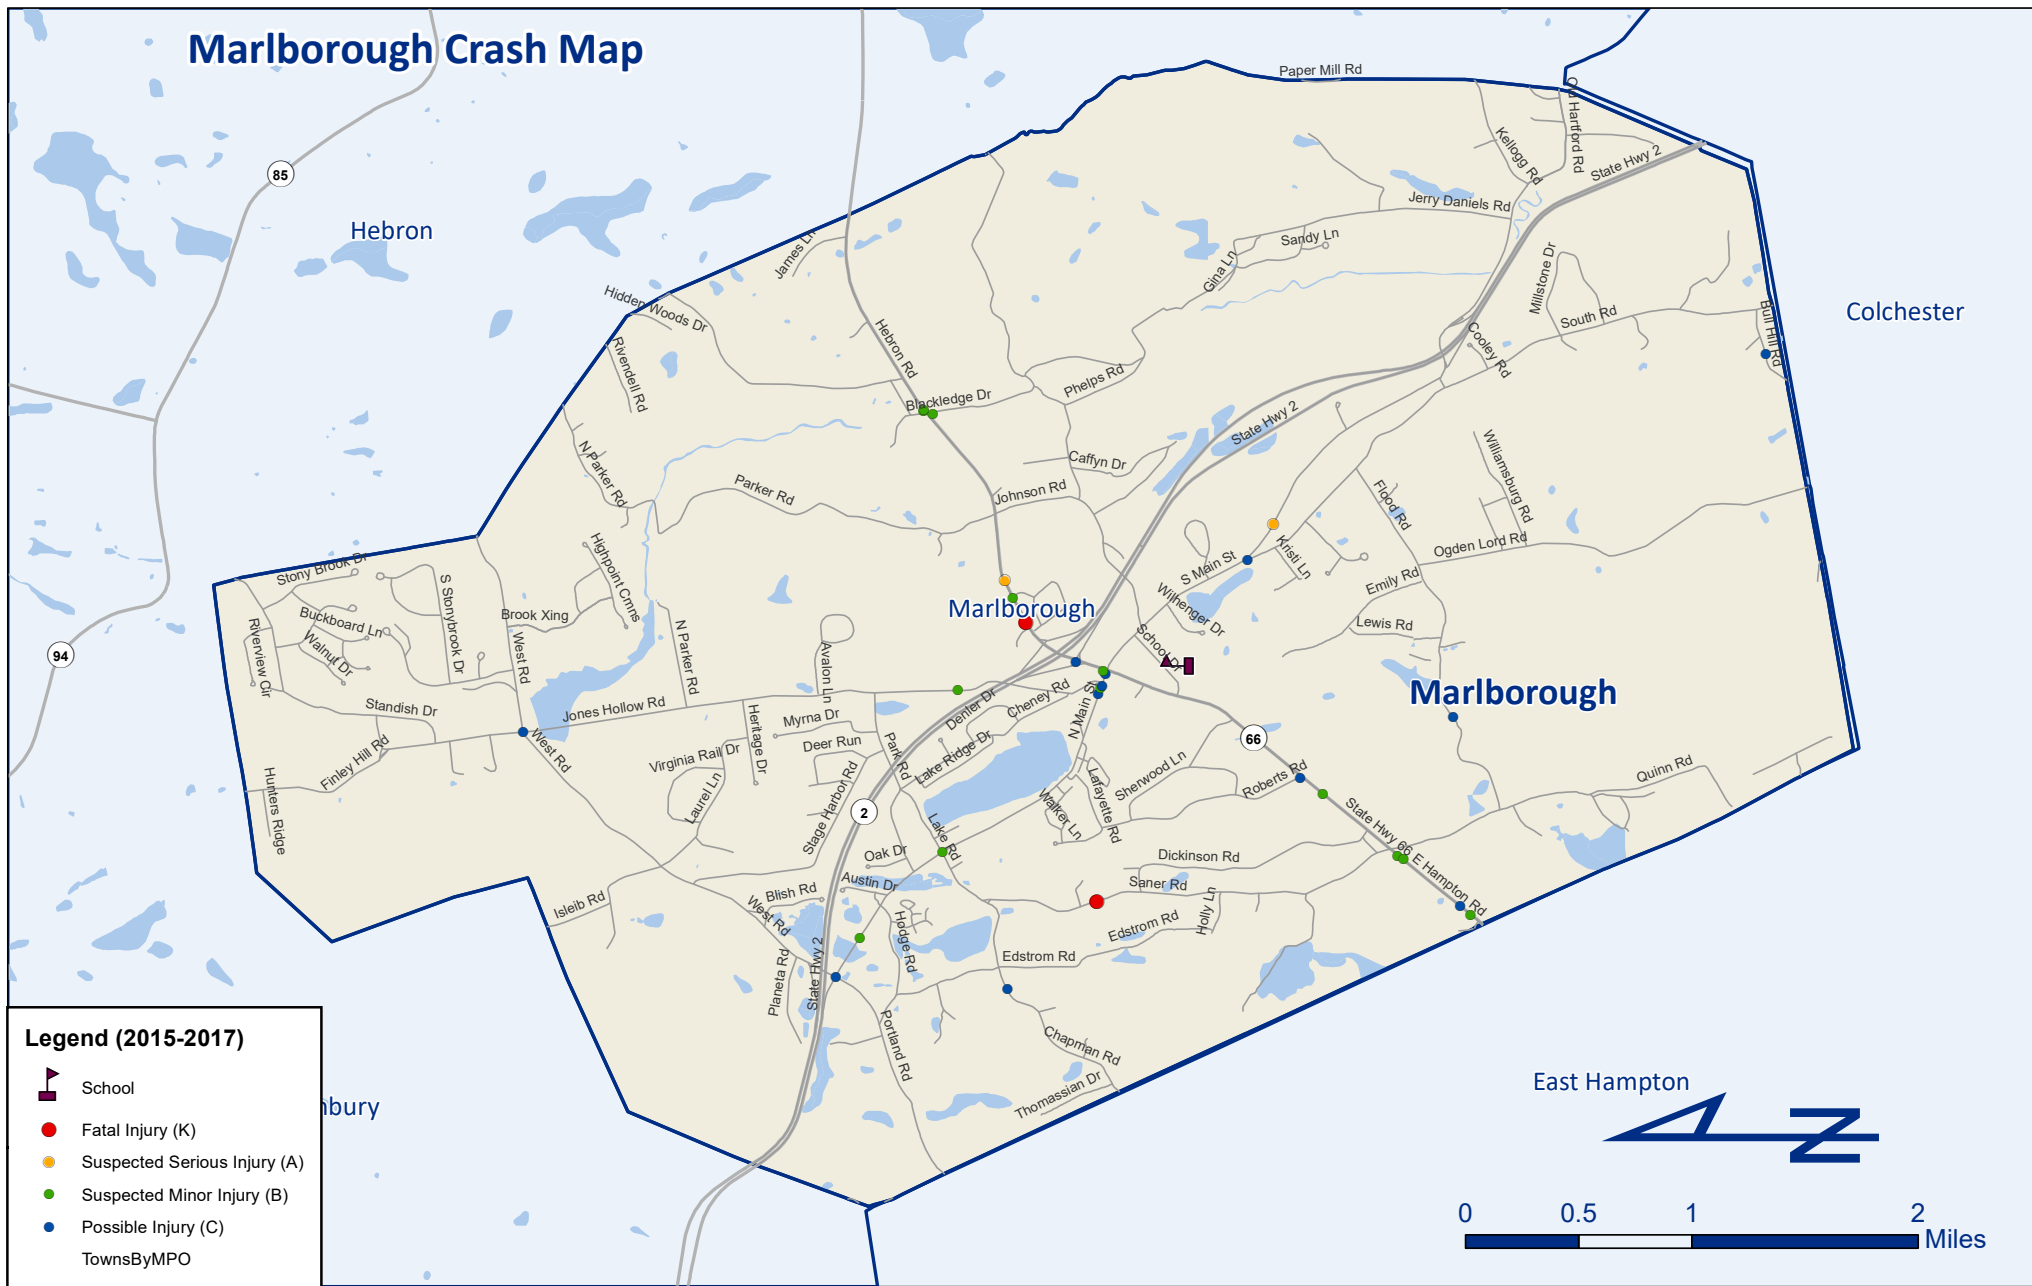 Marlborough Crash Map
Paper Mill Rd
Old Hartford Rd
Kellogg Rd
State Hwy 2
85
Jerry Daniels Rd
Hebron
James Ln
Sandy Ln
Gina Ln
Millstone Dr
Hidden Woods Dr
South Rd
Bull Hill Rd
Colchester
Hebron Rd
Rivendell Rd
Cooley Rd
Phelps Rd
Blackledge Dr
State Hwy 2
N Parker Rd
Caffyn Dr
Williamsburg Rd
Parker Rd
Johnson Rd
Flood Rd
Highpoint Cmns
Ogden Lord Rd
Stony Brook Dr
S Main St
Kristi Ln
Emily Rd
S Stonybrook Dr
Wilhenger Dr
Marlborough
Buckboard Ln
Brook Xing
Lewis Rd
94
Riverview Cir
Walnut Dr
West Rd
N Parker Rd
Avalon Ln
School Dr
Marlborough
Standish Dr
Jones Hollow Rd
Denler Dr
Cheney Rd
N Main St
Heritage Dr
Myrna Dr
Deer Run
Park Rd
66
Finley Hill Rd
West Rd
Virginia Rail Dr
Lake Ridge Dr
Sherwood Ln
Roberts Rd
Quinn Rd
Hunters Ridge
Laurel Ln
Stage Harbor Rd
2
Walker Ln
Lafayette Rd
State Hwy 66
E Hampton Rd
Lake Rd
Oak Dr
Dickinson Rd
Austin Dr
Saner Rd
Blish Rd
Isleib Rd
West Rd
Hodge Rd
Holly Ln
Edstrom Rd
Edstrom Rd
Planeta Rd
State Hwy 2
Portland Rd
Chapman Rd
Thomassian Dr
East Hampton
nbury
Legend (2015-2017)
School
Fatal Injury (K)
Suspected Serious Injury (A)
Suspected Minor Injury (B)
Possible Injury (C)
TownsByMPO
N
0 0.5 1 2
Miles